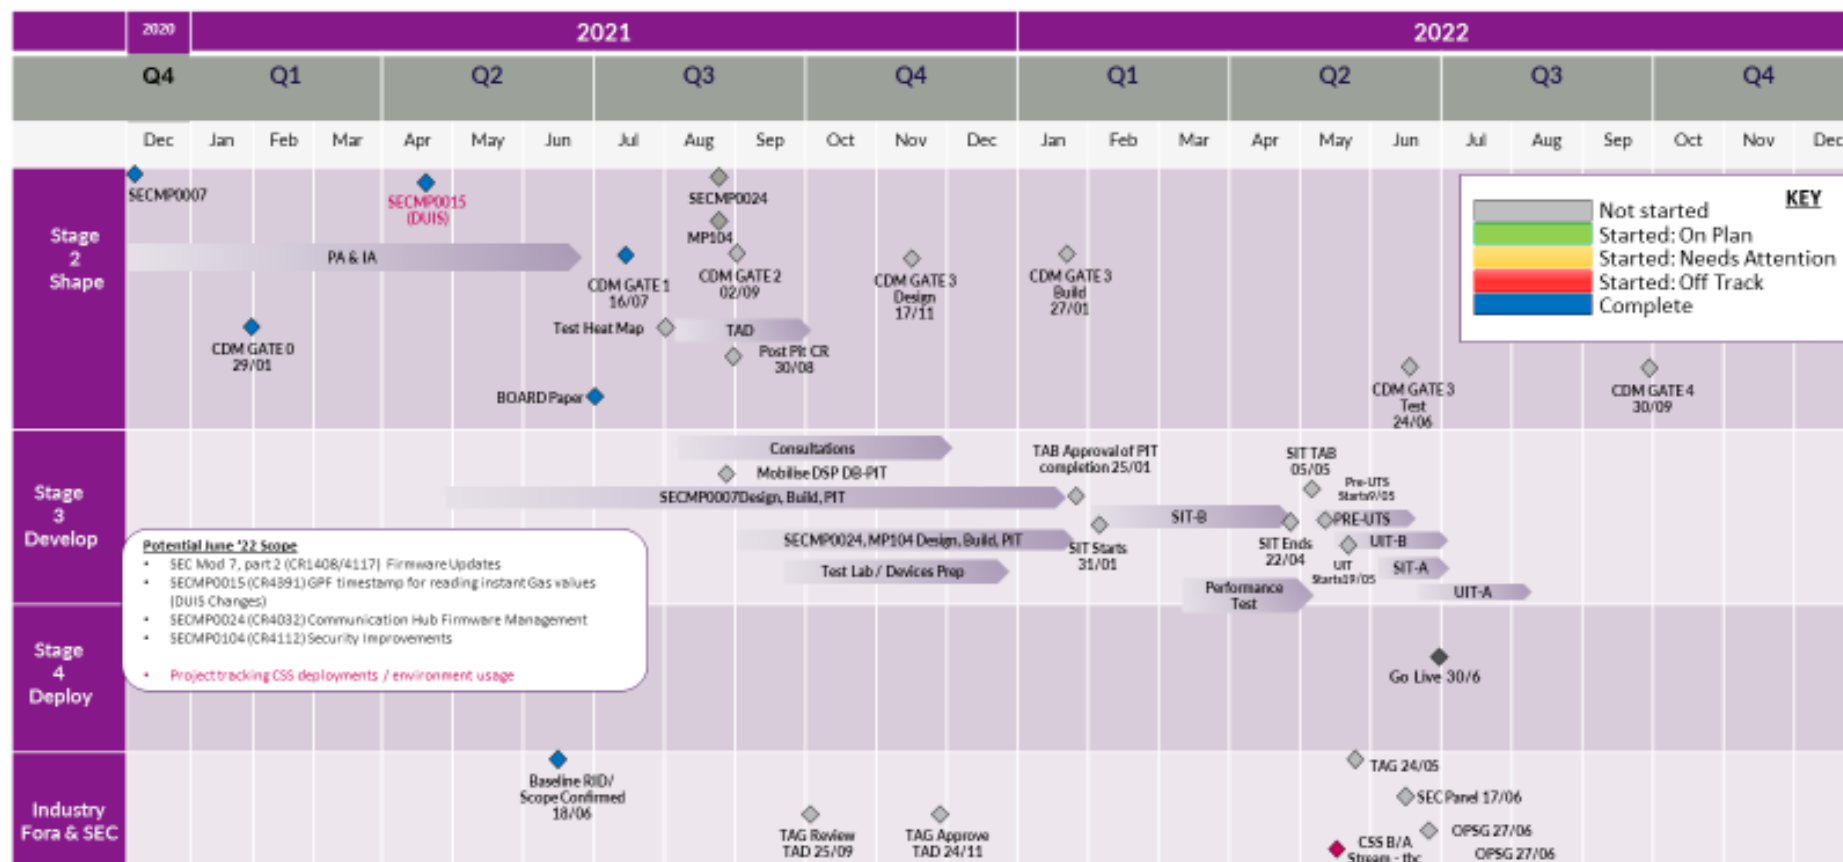 2020
2021
2022
Q4
Q1
Q2
Q3
Q4
Q1
Q2
Q3
Q4
Dec
Jan
Feb
Mar
Apr
May
Jun
Jul
Aug
Sep
Oct
Nov
Dec
Jan
Feb
Mar
Apr
May
Jun
Jul
Aug
Sep
Oct
Nov
Dec
Stage
2
Shape
SECMP0007
SECMP0015
(DUIS)
SECMP0024
MP104
PA & IA
CDM GATE 1
16/07
CDM GATE 2
02/09
CDM GATE 3
Design
17/11
CDM GATE 3
Build
27/01
Test Heat Map
TAD
CDM GATE 0
29/01
Post Pit CR
30/08
BOARD Paper
CDM GATE 3
Test
24/06
CDM GATE 4
30/09
KEY
Not started
Started: On Plan
Started: Needs Attention
Started: Off Track
Complete
Stage
3
Develop
Consultations
Mobilise DSP DB-PIT
SECMP0007Design, Build, PIT
SECMP0024, MP104 Design, Build, PIT
Test Lab / Devices Prep
TAB Approval of PIT
completion 25/01
SIT Starts
31/01
SIT-B
SIT TAB
05/05
Pre-UTS
Starts9/05
PRE-UTS
SIT Ends
22/04
UIT-B
UIT
Starts19/05
SIT-A
Performance
Test
UIT-A
Potential June '22 Scope
• SEC Mod 7, part 2 (CR1408/4117) Firmware Updates
• SECMP0015 (CR4391) GPF timestamp for reading instant Gas values
(DUIS Changes)
• SECMP0024 (CR4032) Communication Hub Firmware Management
• SECMP0104 (CR4112) Security Improvements
• Project tracking CSS deployments / environment usage
Stage
4
Deploy
Go Live 30/6
Industry
Fora & SEC
Baseline RID/
Scope Confirmed
18/06
TAG Review
TAD 25/09
TAG Approve
TAD 24/11
TAG 24/05
SEC Panel 17/06
OPSG 27/06
CSS B/A
Stream - tbc
OPSG 27/06